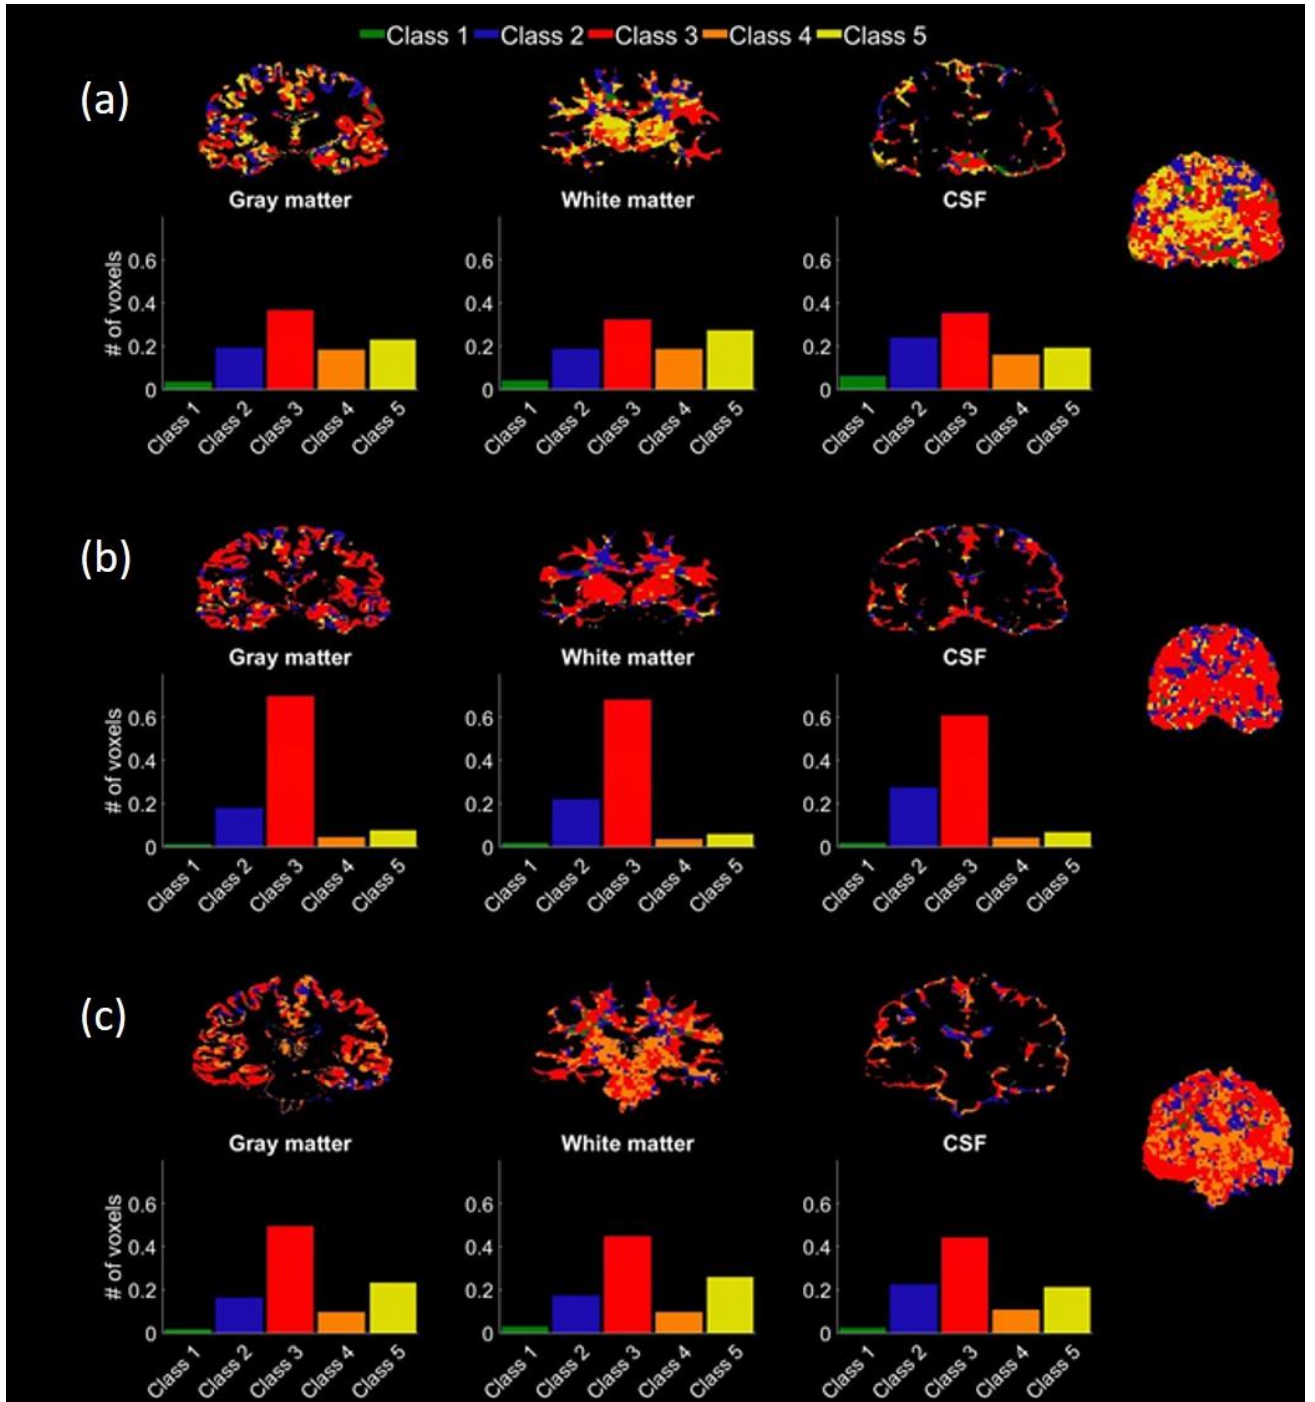 Class 1 Class 2 Class 3 Class 4 Class 5
(a)
Gray matter White matter CSF
# of voxels
0.6 0.6 0.6
0.4 0.4 0.4
0.2 0.2 0.2
0 0 0
Class 1 Class 2 Class 3 Class 4 Class 5 Class 1 Class 2 Class 3 Class 4 Class 5 Class 1 Class 2 Class 3 Class 4 Class 5
(b)
Gray matter White matter CSF
# of voxels
0.6 0.6 0.6
0.4 0.4 0.4
0.2 0.2 0.2
0 0 0
Class 1 Class 2 Class 3 Class 4 Class 5 Class 1 Class 2 Class 3 Class 4 Class 5 Class 1 Class 2 Class 3 Class 4 Class 5
(c)
Gray matter White matter CSF
# of voxels
0.6 0.6 0.6
0.4 0.4 0.4
0.2 0.2 0.2
0 0 0
Class 1 Class 2 Class 3 Class 4 Class 5 Class 1 Class 2 Class 3 Class 4 Class 5 Class 1 Class 2 Class 3 Class 4 Class 5